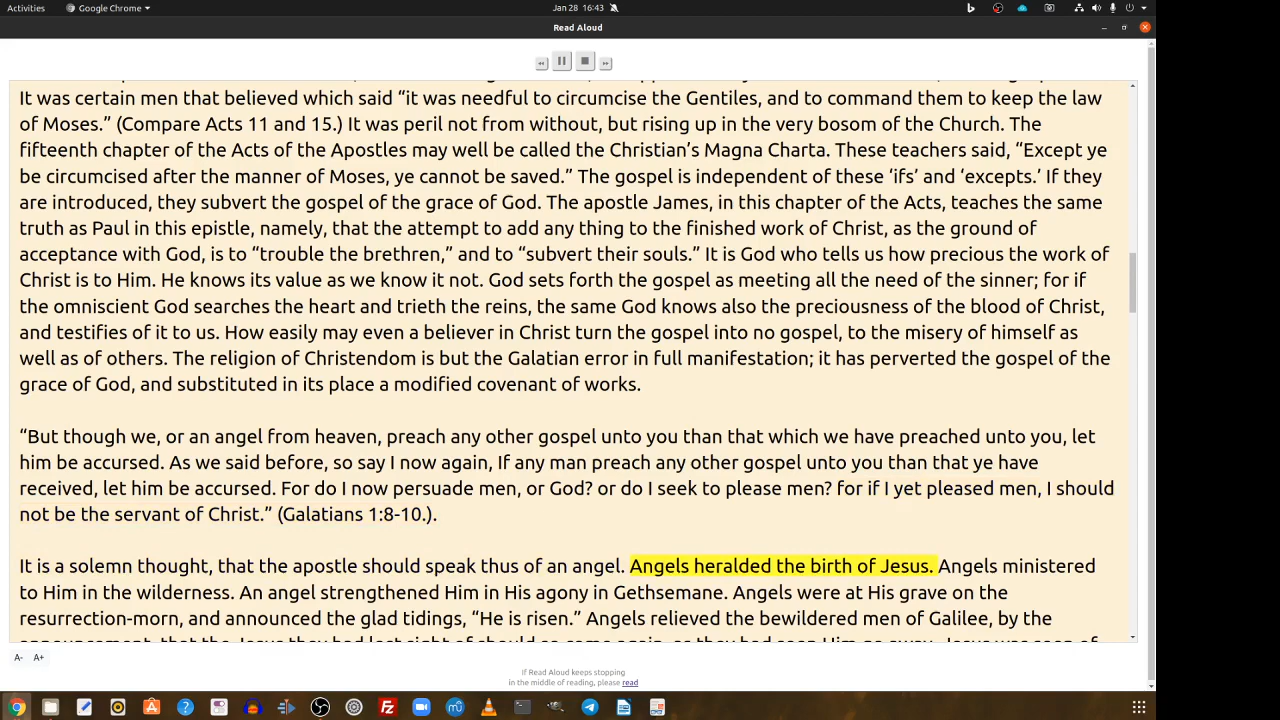 Activities
Google Chrome
Jan 28 16:43
Read Aloud
It was certain men that believed which said “it was needful to circumcise the Gentiles, and to command them to keep the law
of Moses.” (Compare Acts 11 and 15.) It was peril not from without, but rising up in the very bosom of the Church. The
fifteenth chapter of the Acts of the Apostles may well be called the Christian’s Magna Charta. These teachers said, “Except ye
be circumcised after the manner of Moses, ye cannot be saved.” The gospel is independent of these ‘ifs’ and ‘excepts.’ If they
are introduced, they subvert the gospel of the grace of God. The apostle James, in this chapter of the Acts, teaches the same
truth as Paul in this epistle, namely, that the attempt to add any thing to the finished work of Christ, as the ground of
acceptance with God, is to “trouble the brethren,” and to “subvert their souls.” It is God who tells us how precious the work of
Christ is to Him. He knows its value as we know it not. God sets forth the gospel as meeting all the need of the sinner; for if
the omniscient God searches the heart and trieth the reins, the same God knows also the preciousness of the blood of Christ,
and testifies of it to us. How easily may even a believer in Christ turn the gospel into no gospel, to the misery of himself as
well as of others. The religion of Christendom is but the Galatian error in full manifestation; it has perverted the gospel of the
grace of God, and substituted in its place a modified covenant of works.
“But though we, or an angel from heaven, preach any other gospel unto you than that which we have preached unto you, let
him be accursed. As we said before, so say I now again, If any man preach any other gospel unto you than that ye have
received, let him be accursed. For do I now persuade men, or God? or do I seek to please men? for if I yet pleased men, I should
not be the servant of Christ.” (Galatians 1:8-10.).
It is a solemn thought, that the apostle should speak thus of an angel. Angels heralded the birth of Jesus. Angels ministered
to Him in the wilderness. An angel strengthened Him in His agony in Gethsemane. Angels were at His grave on the
resurrection-morn, and announced the glad tidings, “He is risen.” Angels relieved the bewildered men of Galilee, by the
A- A+
If Read Aloud keeps stopping
in the middle of reading, please read